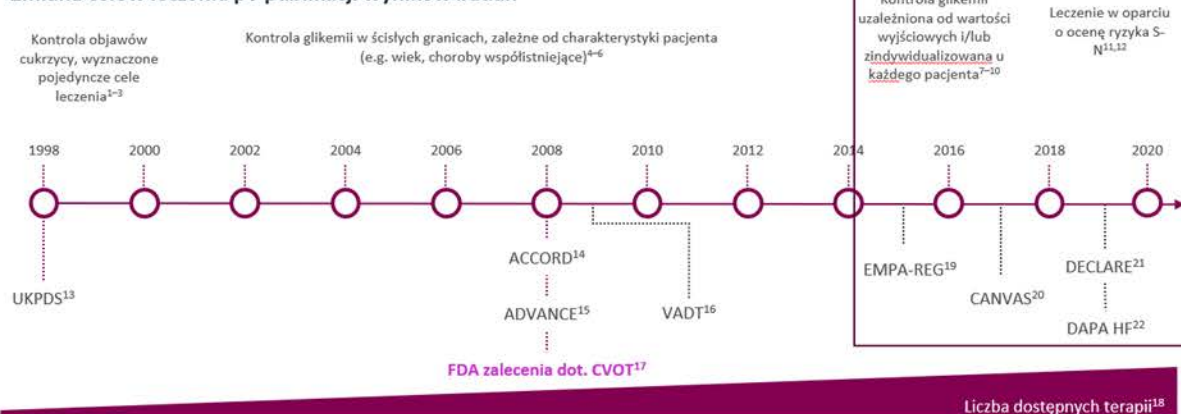 Kontrola glikemii
uzależniona od wartości
wyjściowych i/lub
zindywidualizowana u
każdego pacjenta⁷⁻¹⁰
Leczenie w oparciu
o ocenę ryzyka S-
N¹¹,¹²
Kontrola objawów
cukrzycy, wyznaczone
pojedyncze cele
leczenia¹⁻³
Kontrola glikemii w ścisłych granicach, zależne od charakterystyki pacjenta
(e.g. wiek, choroby współistniejące)⁴⁻⁶
1998 2000 2002 2004 2006 2008 2010 2012 2014 2016 2018 2020
UKPDS¹³
ACCORD¹⁴
ADVANCE¹⁵
VADT¹⁶
FDA zalecenia dot. CVOT¹⁷
EMPA-REG¹⁹
CANVAS²⁰
DECLARE²¹
DAPA HF²²
Liczba dostępnych terapii¹⁸